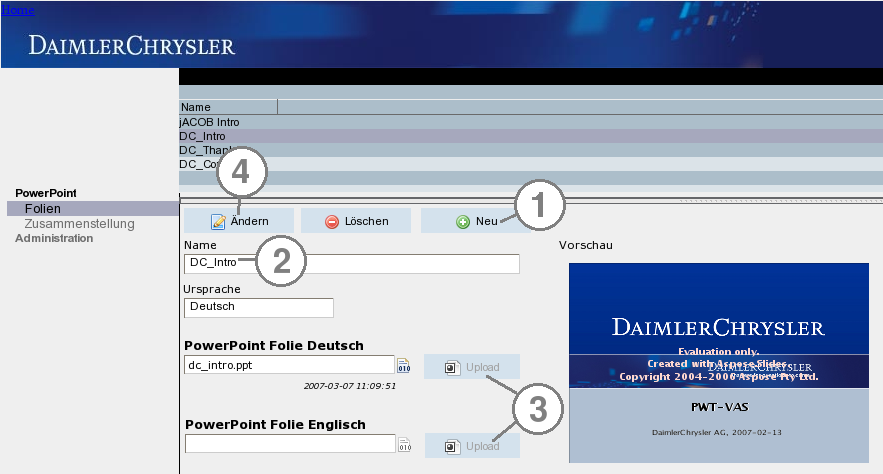 Home
DAIMLERCHRYSLER
Name
jACOB Intro
DC_Intro
DC_Thank
DC_Co
4
PowerPoint
Folien
Zusammenstellung
Administration
1
Ändern
Löschen
Neu
Name
Vorschau
DC_Intro
2
Ursprache
Deutsch
DAIMLERCHRYSLER
PowerPoint Folie Deutsch
Evaluation only.
Created with Aspose.Slides.
DAIMLERCHRYSLER
Copyright 2004-2006 Aspose Pty Ltd.
dc_intro.ppt
010
Upload
2007-03-07 11:09:51
3
PWT-VAS
PowerPoint Folie Englisch
DaimlerChrysler AG, 2007-02-13
010
Upload